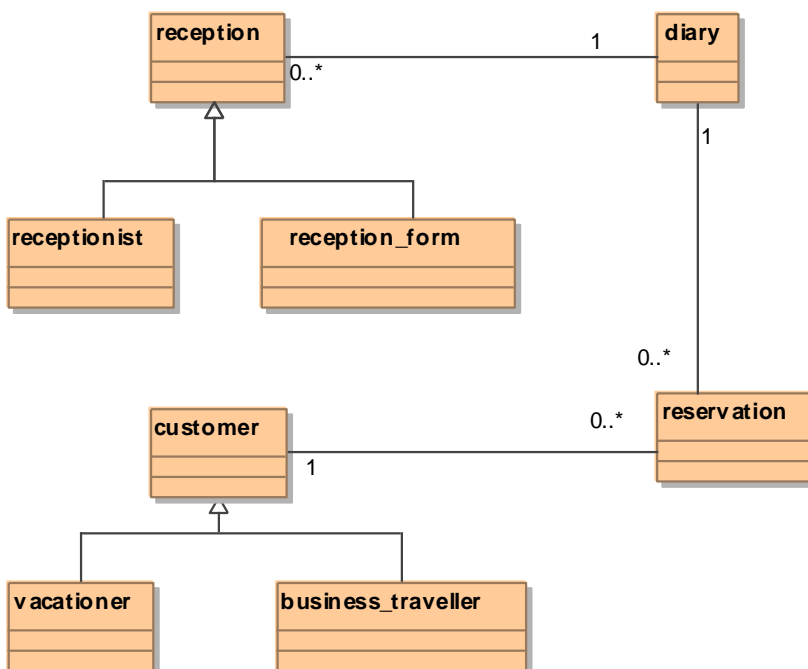 reception
1
diary
0..*
1
receptionist
reception_form
0..*
reservation
customer
0..*
1
vacationer
business_traveller